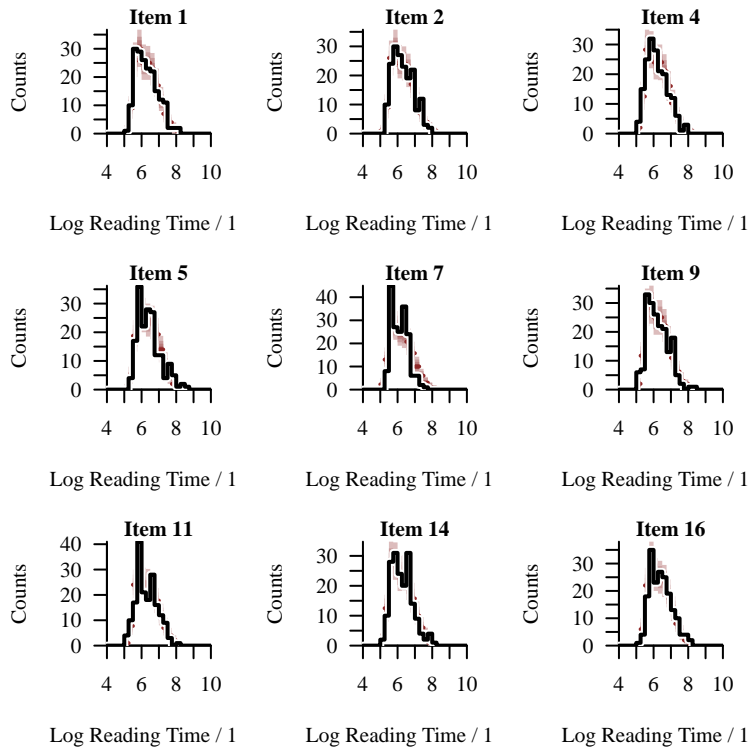 Item 1 Item 2 Item 4
Counts Counts Counts
30 30 30
20 20 20
10 10 10
0 0 0
4 6 8 10 4 6 8 10 4 6 8 10
Log Reading Time / 1 Log Reading Time / 1 Log Reading Time / 1
Item 5 Item 7 Item 9
Counts Counts Counts
30 40 30
20 30 20
10 20 10
0 10 0
0
4 6 8 10 4 6 8 10 4 6 8 10
Log Reading Time / 1 Log Reading Time / 1 Log Reading Time / 1
Item 11 Item 14 Item 16
Counts Counts Counts
40 30 30
30 20 20
20 10 10
10 0 0
0
4 6 8 10 4 6 8 10 4 6 8 10
Log Reading Time / 1 Log Reading Time / 1 Log Reading Time / 1